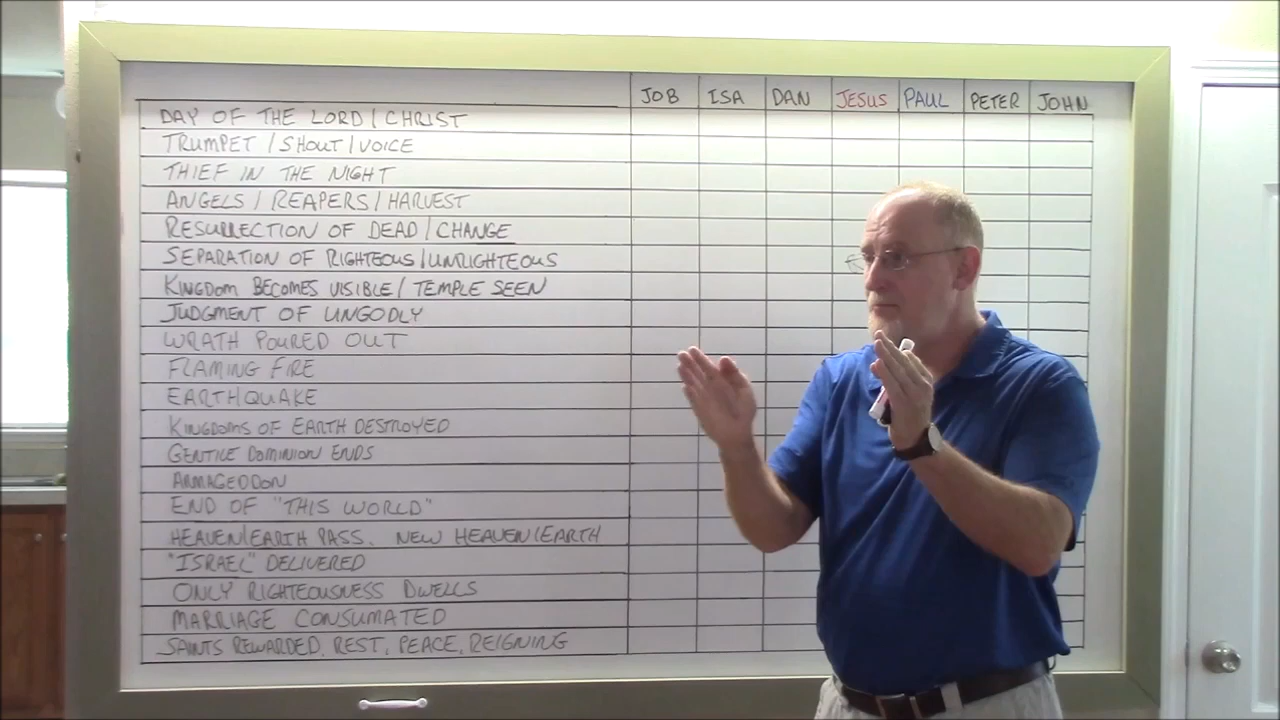 JOB ISA DAN JESUS PAUL PETER JOHN
DAY OF THE LORD / CHRIST
TRUMPET / SHOUT / VOICE
THIEF IN THE NIGHT
ANGELS / REAPERS / HARVEST
RESURRECTION OF DEAD / CHANGE
SEPARATION OF RIGHTEOUS / UNRIGHTEOUS
KINGDOM BECOMES VISIBLE / TEMPLE SEEN
JUDGMENT OF UNGODLY
WRATH POURED OUT
FLAMING FIRE
EARTHQUAKE
KINGDOMS OF EARTH DESTROYED
GENTILE DOMINION ENDS
ARMAGEDDON
END OF "THIS WORLD"
HEAVEN/EARTH PASS. NEW HEAVEN/EARTH
"ISRAEL" DELIVERED
ONLY RIGHTEOUSNESS DWELLS
MARRIAGE CONSUMATED
SAINTS REWARDED, REST, PEACE, REIGNING